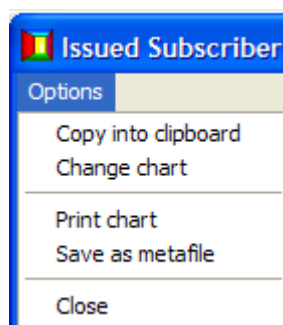 Issued Subscriber
Options
Copy into clipboard
Change chart
Print chart
Save as metafile
Close